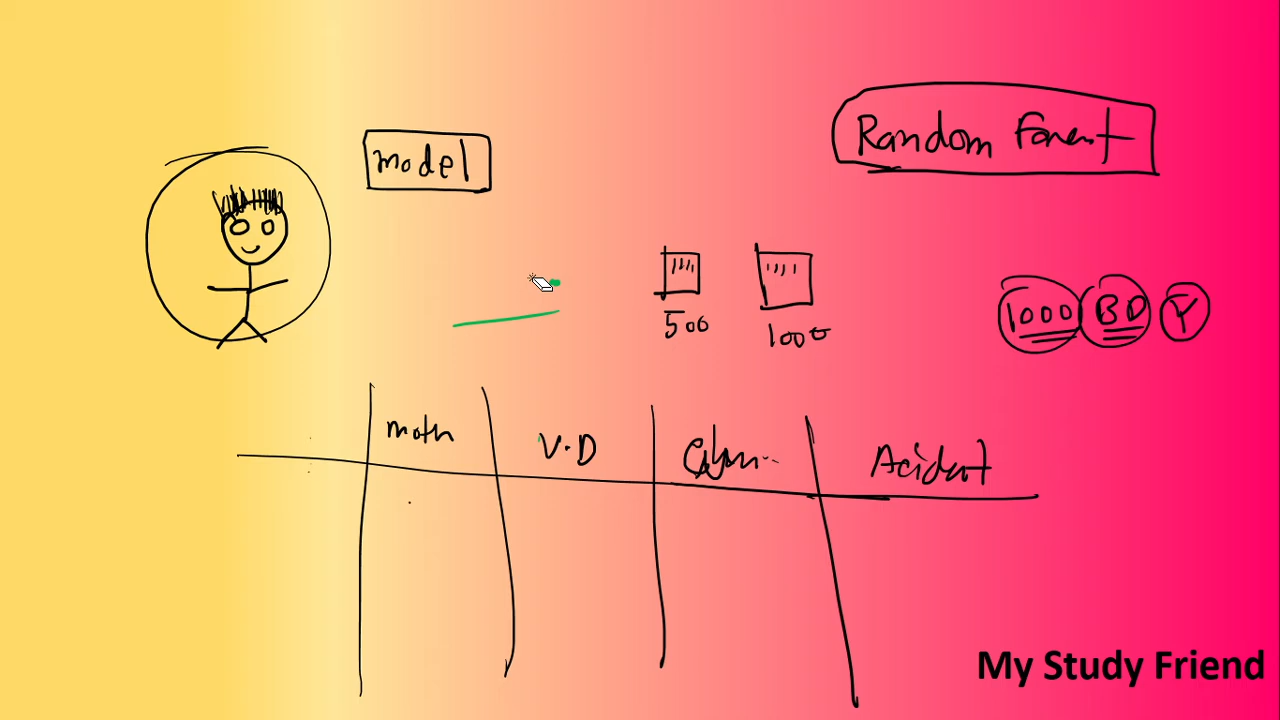 Random Forest
model
1000 BD Y
500
1000
math
V.D
Acident
My Study Friend